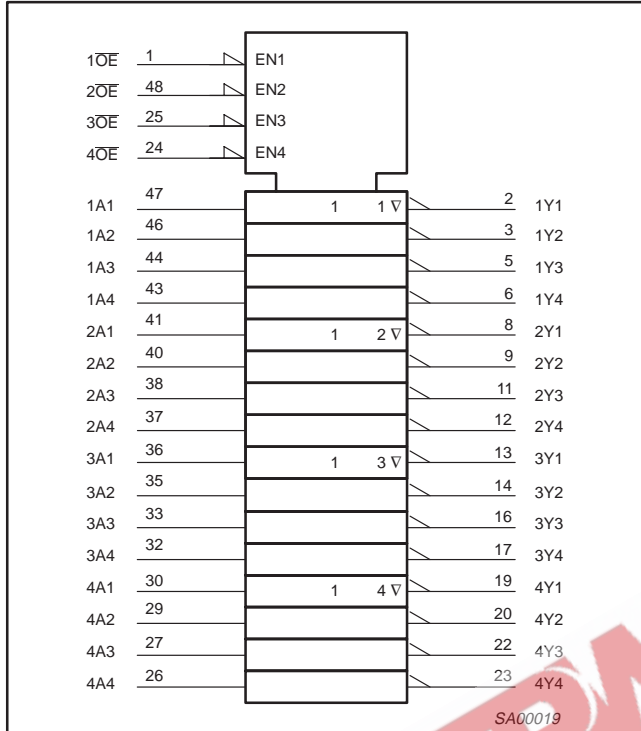 1OE 1 EN1
2OE 48 EN2
3OE 25 EN3
4OE 24 EN4
1A1 47 1 1 ∇ 2 1Y1
1A2 46 3 1Y2
1A3 44 5 1Y3
1A4 43 6 1Y4
2A1 41 1 2 ∇ 8 2Y1
2A2 40 9 2Y2
2A3 38 11 2Y3
2A4 37 12 2Y4
3A1 36 1 3 ∇ 13 3Y1
3A2 35 14 3Y2
3A3 33 16 3Y3
3A4 32 17 3Y4
4A1 30 1 4 ∇ 19 4Y1
4A2 29 20 4Y2
4A3 27 22 4Y3
4A4 26 23 4Y4
SA00019